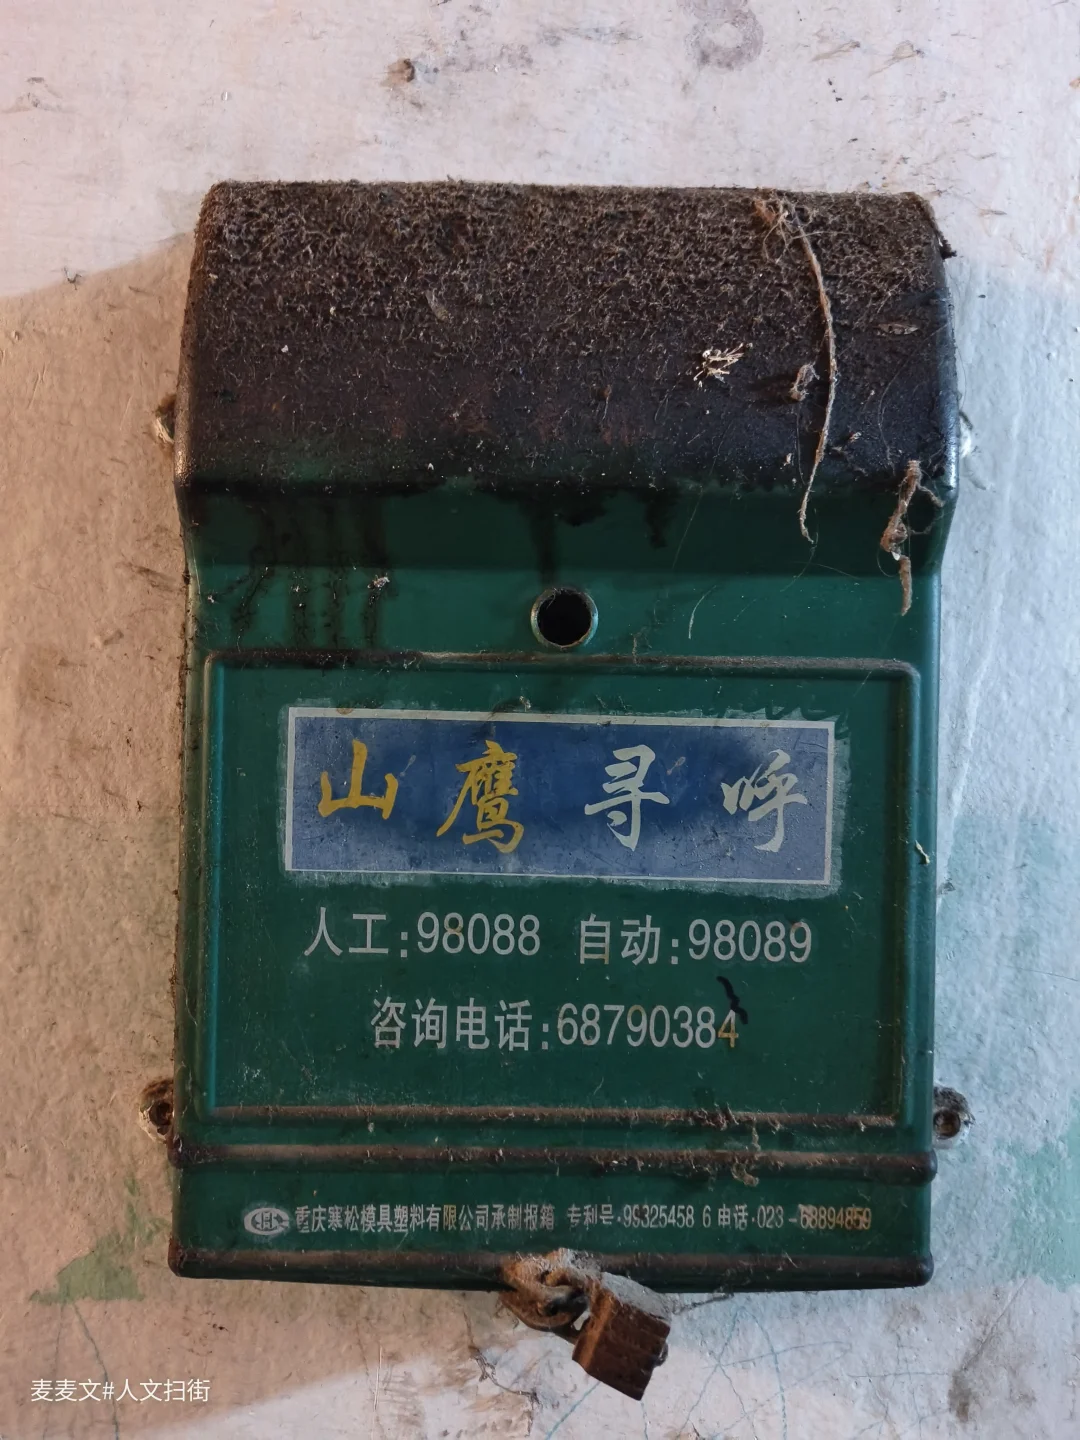 山鹰寻呼
人工:98088 自动:98089
咨询电话:68790384
重庆寒松模具塑料有限公司承制报箱 专利号·99325458 6 电话·023-68894859
麦麦文#人文扫街